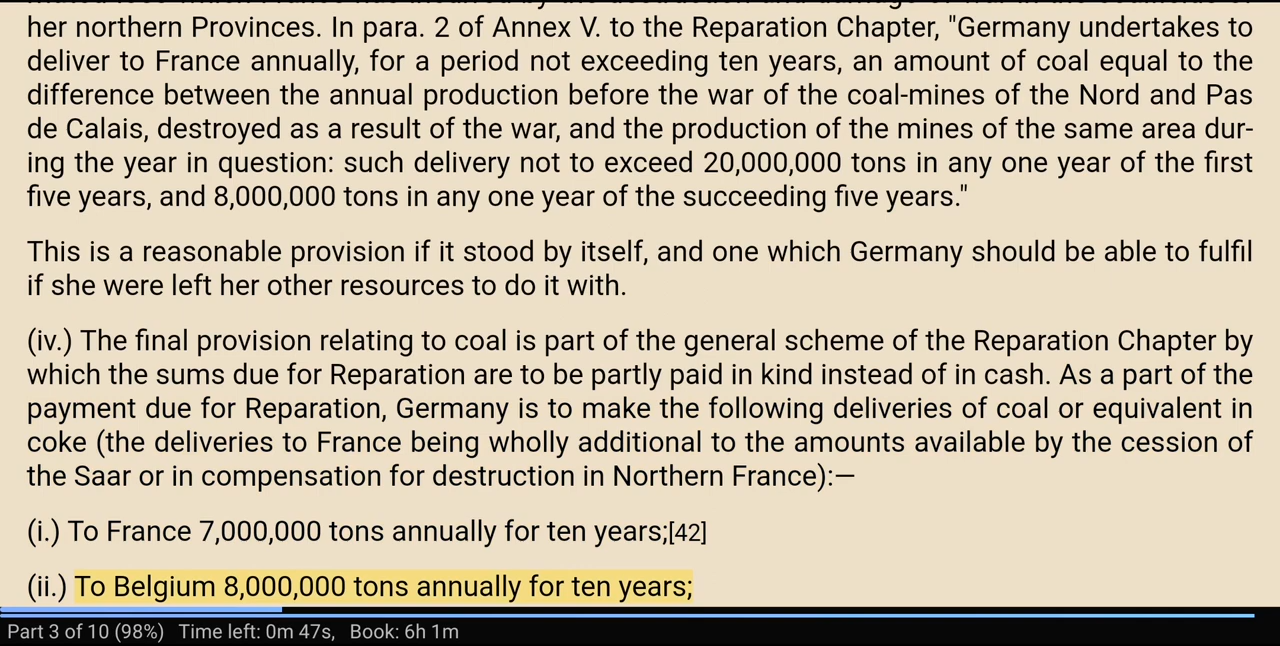 her northern Provinces. In para. 2 of Annex V. to the Reparation Chapter, "Germany undertakes to
deliver to France annually, for a period not exceeding ten years, an amount of coal equal to the
difference between the annual production before the war of the coal-mines of the Nord and Pas
de Calais, destroyed as a result of the war, and the production of the mines of the same area dur-
ing the year in question: such delivery not to exceed 20,000,000 tons in any one year of the first
five years, and 8,000,000 tons in any one year of the succeeding five years."
This is a reasonable provision if it stood by itself, and one which Germany should be able to fulfil
if she were left her other resources to do it with.
(iv.) The final provision relating to coal is part of the general scheme of the Reparation Chapter by
which the sums due for Reparation are to be partly paid in kind instead of in cash. As a part of the
payment due for Reparation, Germany is to make the following deliveries of coal or equivalent in
coke (the deliveries to France being wholly additional to the amounts available by the cession of
the Saar or in compensation for destruction in Northern France):—
(i.) To France 7,000,000 tons annually for ten years;[42]
(ii.) To Belgium 8,000,000 tons annually for ten years;
Part 3 of 10 (98%) Time left: 0m 47s, Book: 6h 1m